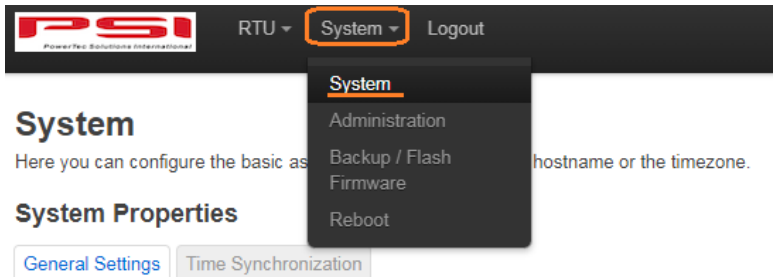 PSI
PowerTec Solutions International
RTU System Logout
System
Administration
Backup / Flash
Firmware
Reboot
System
Here you can configure the basic as hostname or the timezone.
System Properties
General Settings Time Synchronization